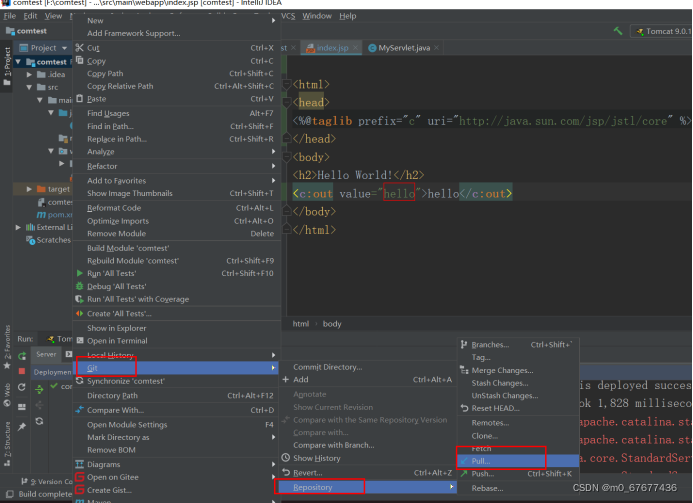 comtest [F:\comtest] - ...\src\main\webapp\index.jsp [comtest] - IntelliJ IDEA
File Edit View
VCS Window Help
comtest
Tomcat 9.0.1
1: Project
Project
index.jsp
MyServlet.java
comtest
.idea
src
target
pom.
External Li
Scratches
New
Add Framework Support...
Cut Ctrl+X
Copy Ctrl+C
Copy Path Ctrl+Shift+C
Copy Relative Path Ctrl+Alt+Shift+C
Paste Ctrl+V
Find Usages Alt+F7
Find in Path... Ctrl+Shift+F
Replace in Path... Ctrl+Shift+R
Analyze
Refactor
Add to Favorites
Show Image Thumbnails Ctrl+Shift+T
Reformat Code Ctrl+Alt+L
Optimize Imports Ctrl+Alt+O
Remove Module Delete
Build Module 'comtest'
Rebuild Module 'comtest' Ctrl+Shift+F9
Run 'All Tests' Ctrl+Shift+F10
Debug 'All Tests'
Run 'All Tests' with Coverage
Create 'All Tests'...
Show in Explorer
Open in Terminal
Local History
Git
Synchronize 'comtest'
Directory Path Ctrl+Alt+F12
Compare With... Ctrl+D
Open Module Settings F4
Mark Directory as
Remove BOM
Diagrams
Open on Gitee
Create Gist...
Maven
<html>
<head>
<%@taglib prefix="c" uri="http://java.sun.com/jsp/jstl/core" %>
</head>
<body>
<h2>Hello World!</h2>
<c:out value="hello">hello</c:out>
</body>
</html>
html › body
Commit Directory...
Add Ctrl+Alt+A
Annotate
Show Current Revision
Compare with the Same Repository Version
Compare with...
Compare with Branch...
Show History
Revert... Ctrl+Alt+Z
Repository
Branches... Ctrl+Shift+`
Tag...
Merge Changes...
Stash Changes...
UnStash Changes...
Reset HEAD...
Remotes...
Clone...
Fetch
Pull...
Push... Ctrl+Shift+K
Rebase...
Run:
Server
Deployment
2: Favorites
Web
7: Structure
9: Version Co
Build complete
is deployed succes
ok 1,828 millisec
apache.catalina.sta
apache.catalina.sta
a.core.StandardSer
CSDN @m0_67677436